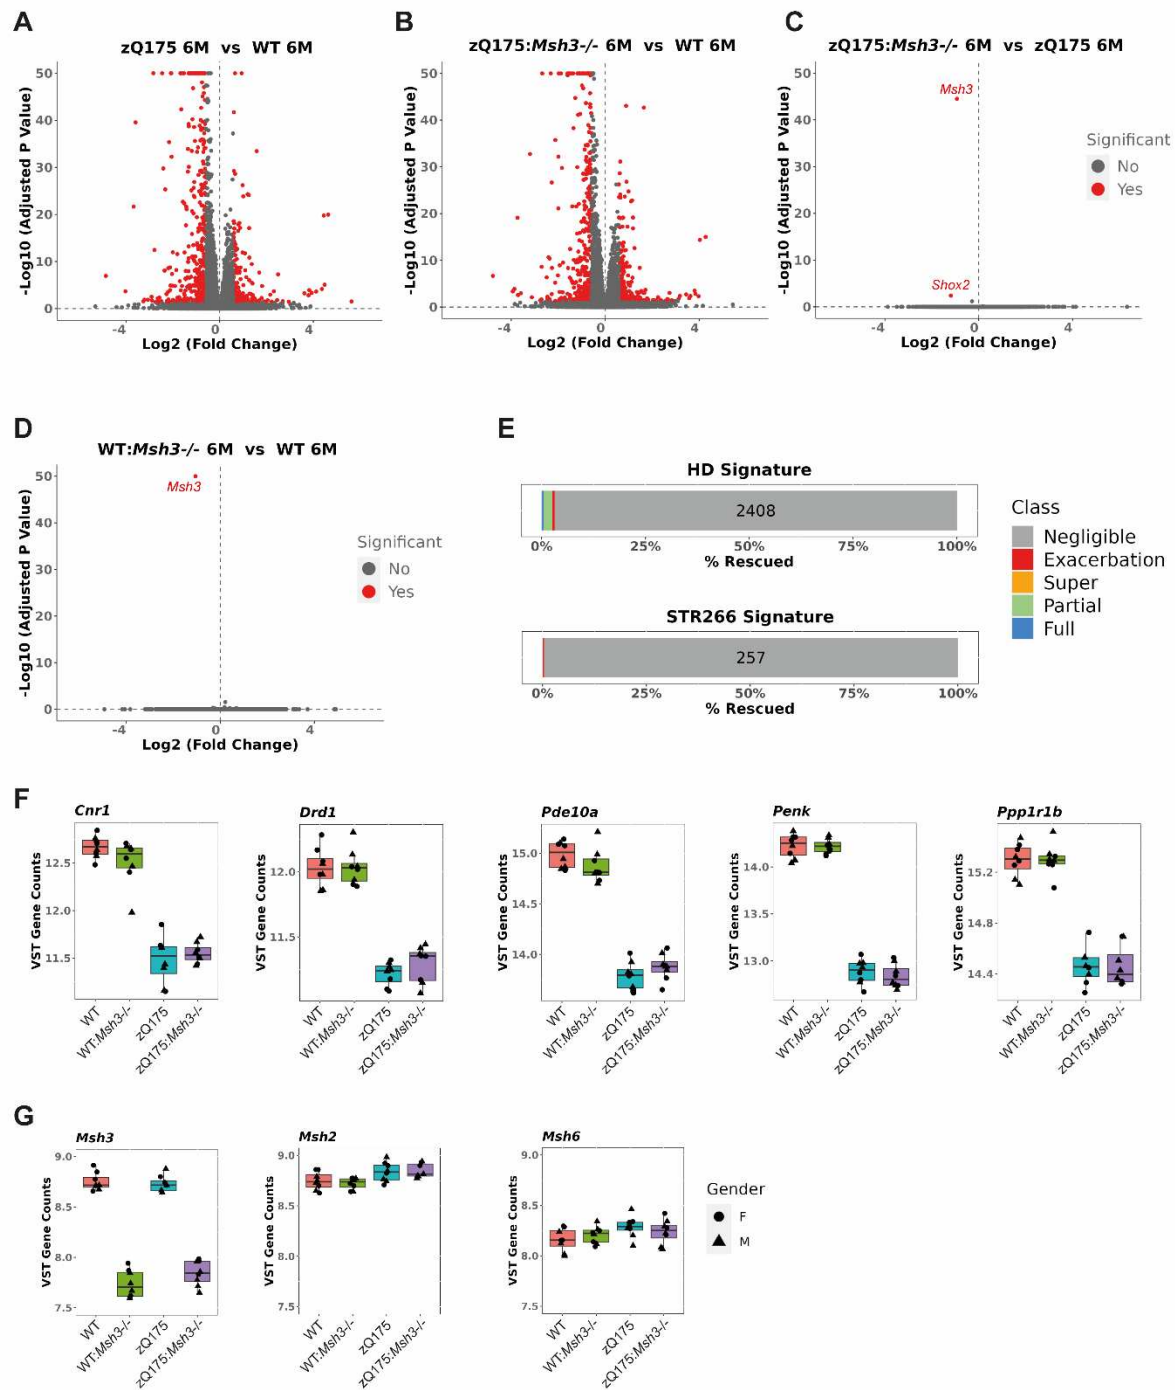 A
zQ175 6M vs WT 6M
-Log10 (Adjusted P Value)
50
40
30
20
10
0
-4
0
4
Log2 (Fold Change)
B
zQ175:Msh3-/- 6M vs WT 6M
-Log10 (Adjusted P Value)
50
40
30
20
10
0
-4
0
4
Log2 (Fold Change)
C
zQ175:Msh3-/- 6M vs zQ175 6M
-Log10 (Adjusted P Value)
50
40
30
20
10
0
Msh3
Shox2
-4
0
4
Log2 (Fold Change)
Significant
No
Yes
D
WT:Msh3-/- 6M vs WT 6M
-Log10 (Adjusted P Value)
50
40
30
20
10
0
Msh3
-4
0
4
Log2 (Fold Change)
Significant
No
Yes
E
HD Signature
2408
0% 25% 50% 75% 100%
% Rescued
STR266 Signature
257
0% 25% 50% 75% 100%
% Rescued
Class
Negligible
Exacerbation
Super
Partial
Full
F
Cnr1
VST Gene Counts
12.5
12.0
11.5
WT
WT:Msh3-/-
zQ175
zQ175:Msh3-/-
Drd1
VST Gene Counts
12.0
11.5
WT
WT:Msh3-/-
zQ175
zQ175:Msh3-/-
Pde10a
VST Gene Counts
15.0
14.5
14.0
WT
WT:Msh3-/-
zQ175
zQ175:Msh3-/-
Penk
VST Gene Counts
14.0
13.5
13.0
WT
WT:Msh3-/-
zQ175
zQ175:Msh3-/-
Ppp1r1b
VST Gene Counts
15.2
14.8
14.4
WT
WT:Msh3-/-
zQ175
zQ175:Msh3-/-
G
Msh3
VST Gene Counts
9.0
8.5
8.0
7.5
WT
WT:Msh3-/-
zQ175
zQ175:Msh3-/-
Msh2
VST Gene Counts
9.0
8.5
8.0
7.5
WT
WT:Msh3-/-
zQ175
zQ175:Msh3-/-
Msh6
VST Gene Counts
9.0
8.5
8.0
7.5
WT
WT:Msh3-/-
zQ175
zQ175:Msh3-/-
Gender
F
M